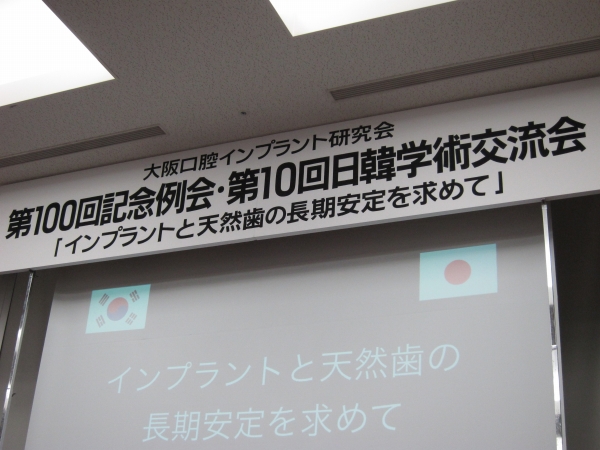 大阪口腔インプラント研究会
第100回記念例会・第10回日韓学術交流会
「インプラントと天然歯の長期安定を求めて」
インプラントと天然歯の
長期安定を求めて